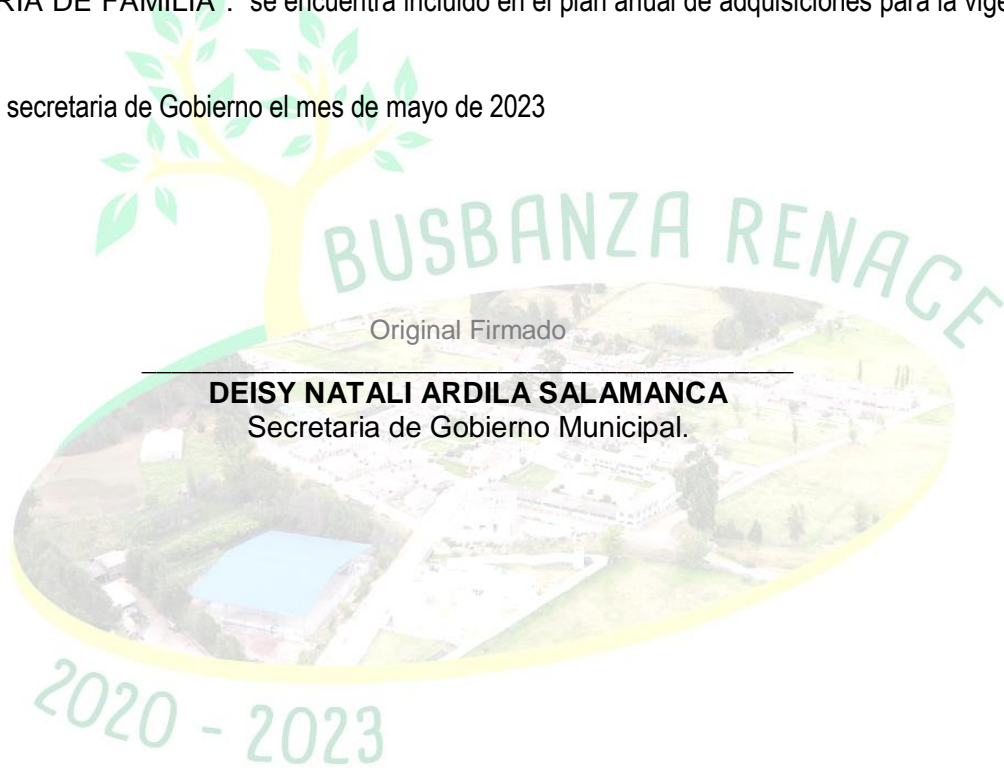 RIA DE FAMILIA". se encuentra incluido en el plan anual de adquisiciones para la vige
secretaria de Gobierno el mes de mayo de 2023
BUSBANZA RENACE
Original Firmado
DEISY NATALI ARDILA SALAMANCA
Secretaria de Gobierno Municipal.
2020 - 2023